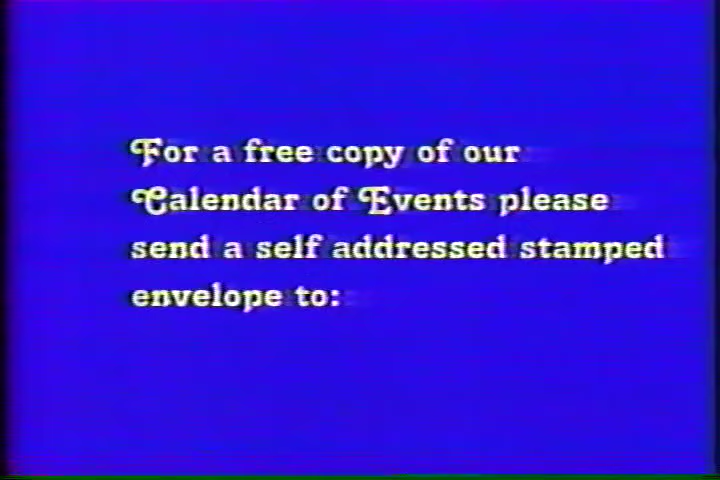 For a free copy of our
Calendar of Events please
send a self addressed stamped
envelope to: